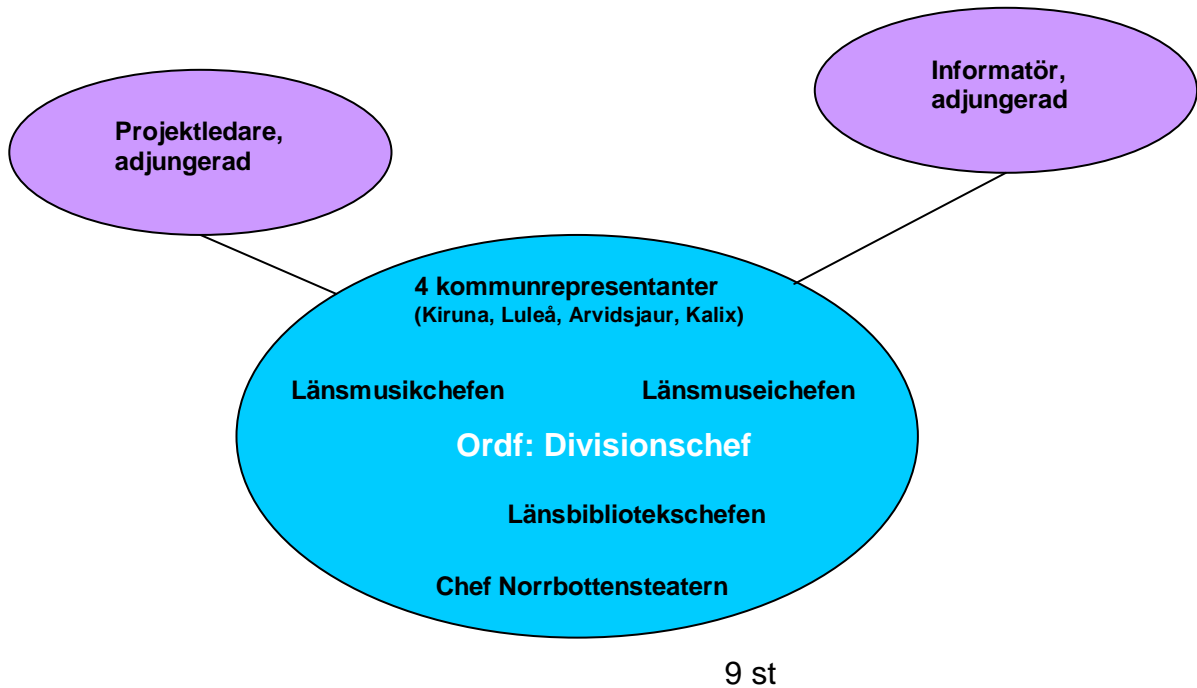 Informatör,
adjungerad
Projektledare,
adjungerad
4 kommunrepresentanter
(Kiruna, Luleå, Arvidsjaur, Kalix)
Länsmusikchefen
Länsmuseichefen
Ordf: Divisionschef
Länsbibliotekschefen
Chef Norrbottensteatern
9 st